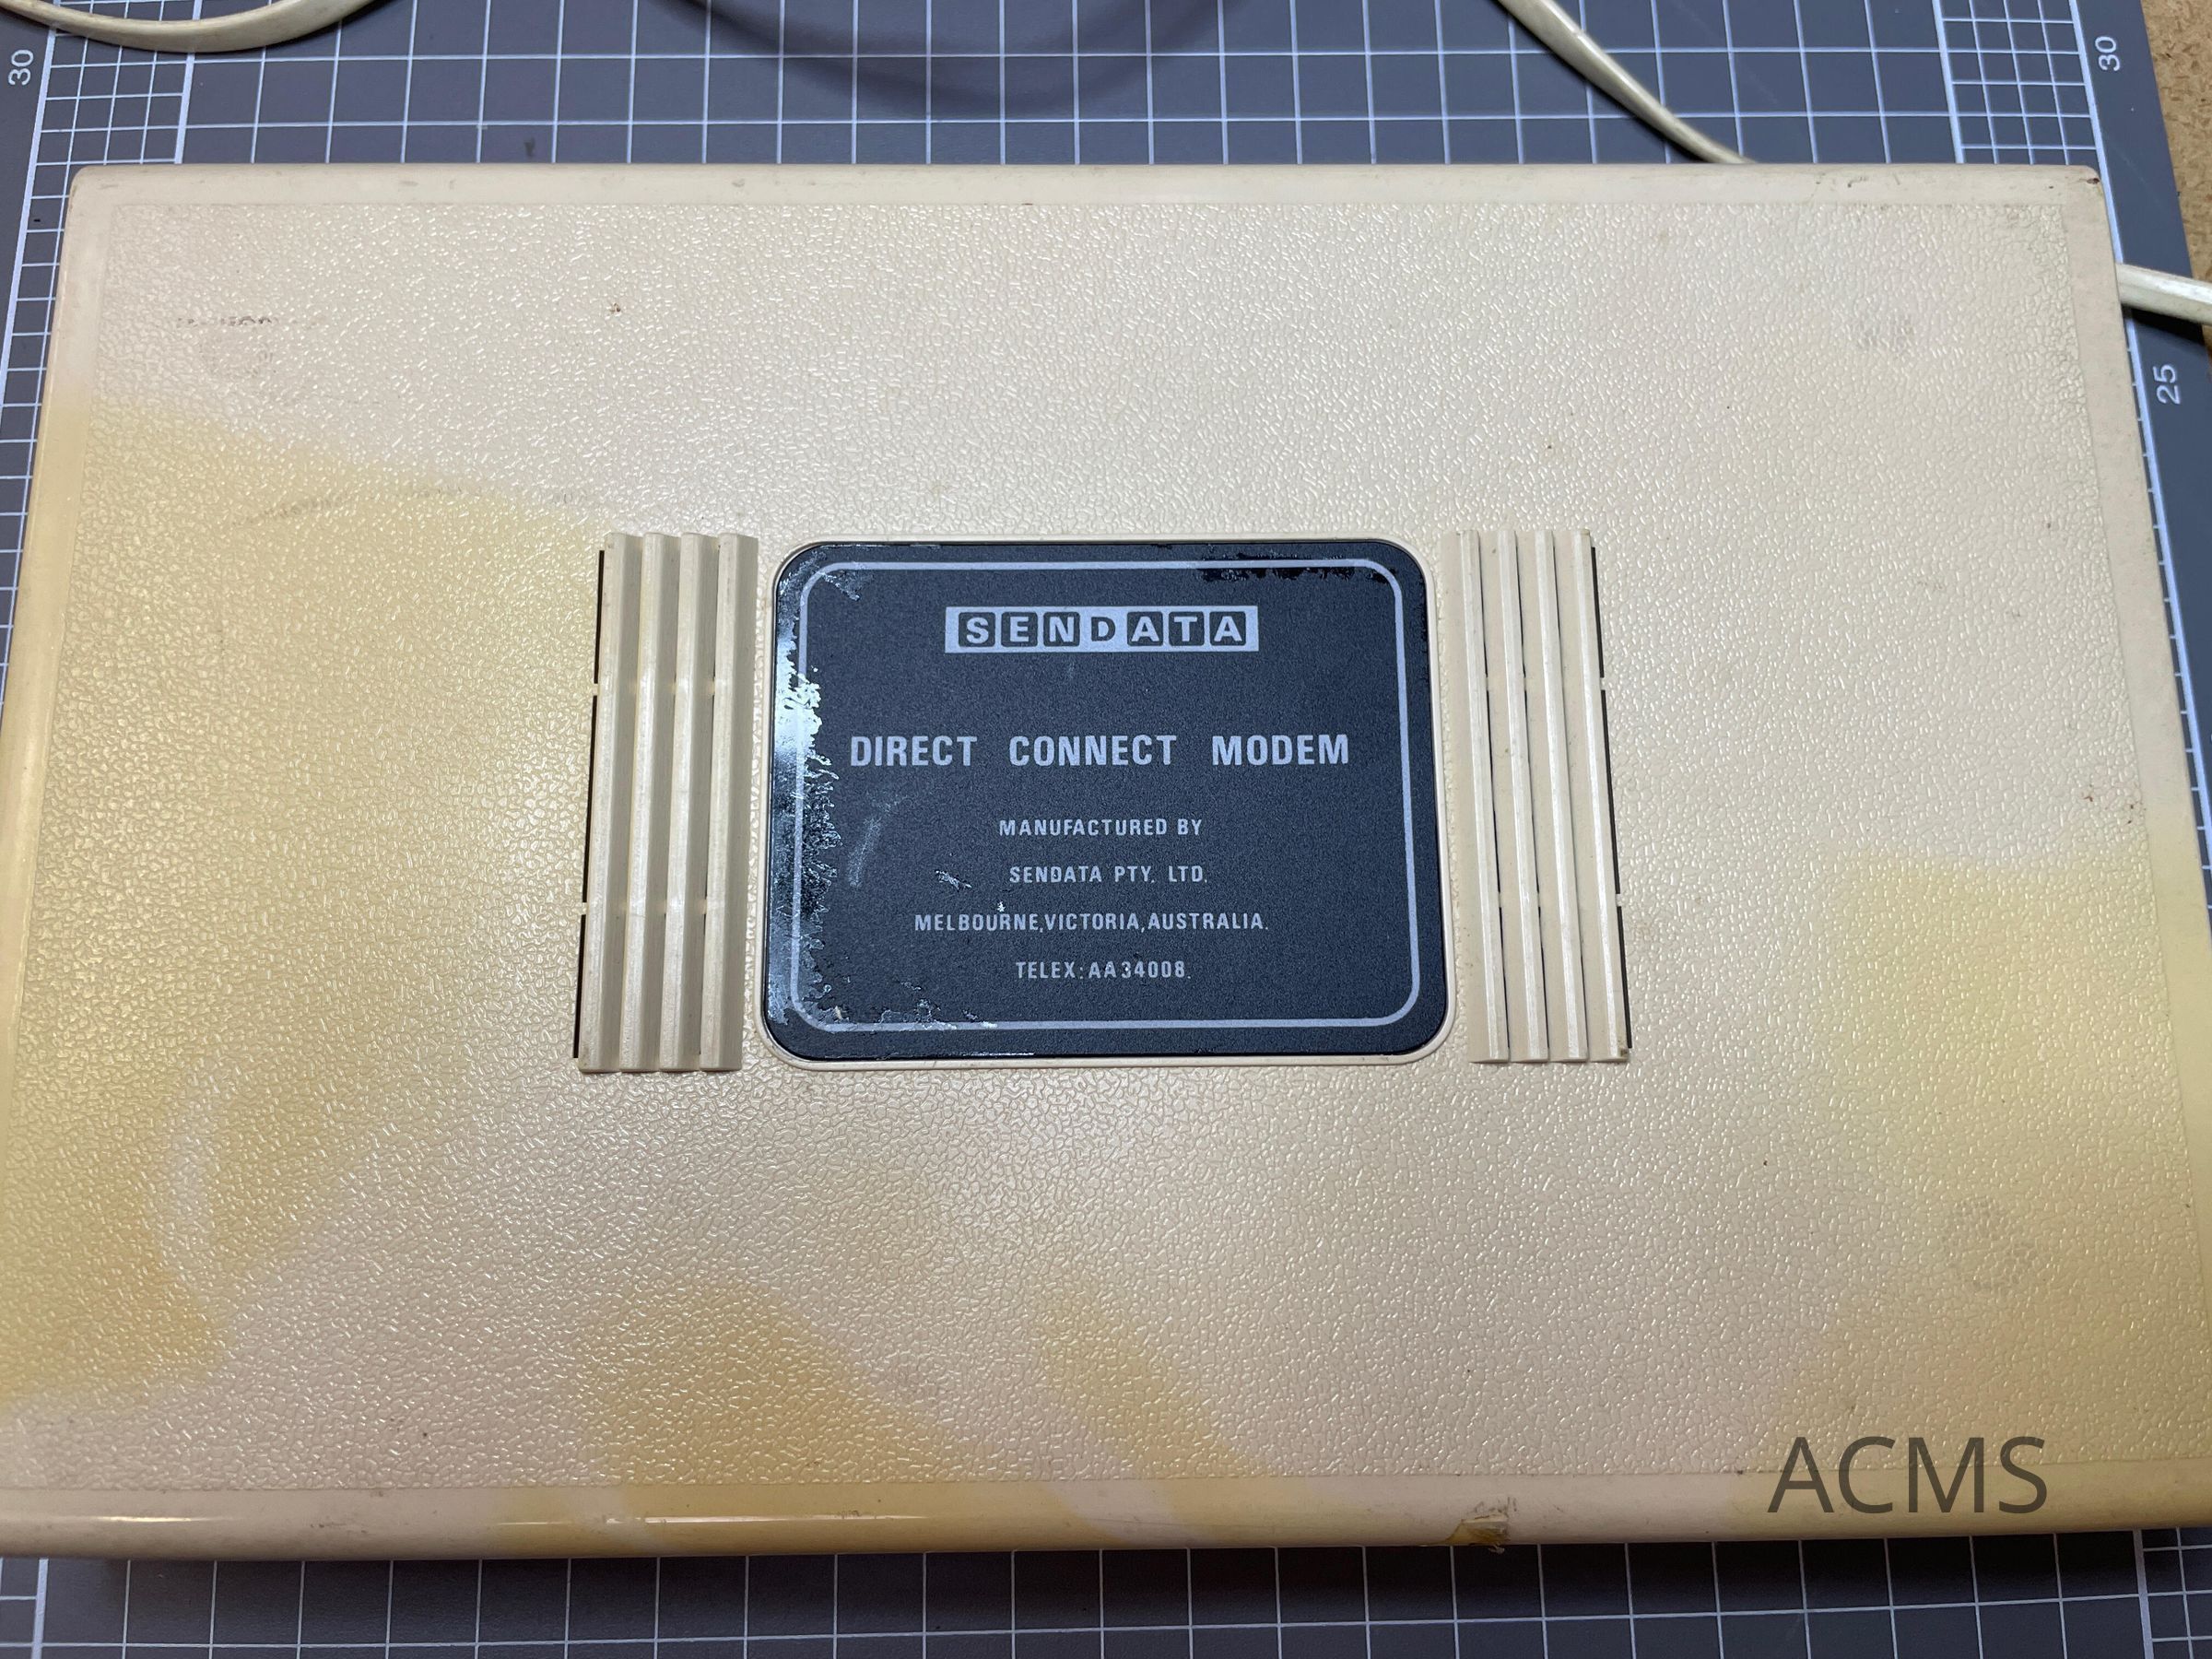 30
30
25
SENDATA
DIRECT CONNECT MODEM
MANUFACTURED BY
SENDATA PTY. LTD.
MELBOURNE,VICTORIA,AUSTRALIA.
TELEX:AA34008.
ACMS